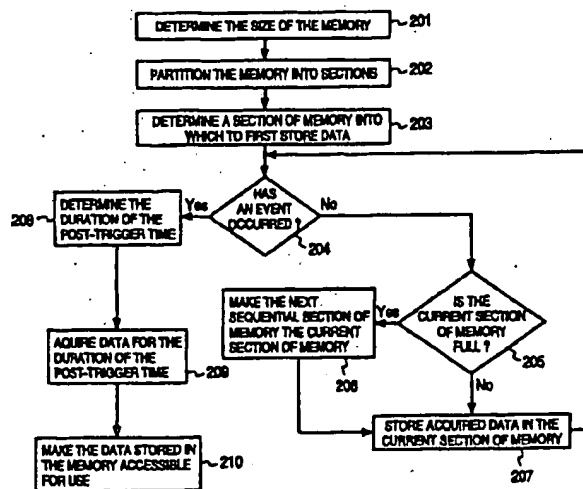 DETERMINE THE SIZE OF THE MEMORY
201
PARTITION THE MEMORY INTO SECTIONS
202
DETERMINE A SECTION OF MEMORY INTO
WHICH TO FIRST STORE DATA
203
HAS
AN EVENT
OCCURRED ?
204
Yes
No
208
DETERMINE THE
DURATION OF THE
POST-TRIGGER TIME
IS THE
CURRENT SECTION
OF MEMORY
FULL ?
205
Yes
No
MAKE THE NEXT
SEQUENTIAL SECTION OF
MEMORY THE CURRENT
SECTION OF MEMORY
206
AQUIRE DATA FOR THE
DURATION OF THE
POST-TRIGGER TIME
209
STORE ACQUIRED DATA IN THE
CURRENT SECTION OF MEMORY
207
MAKE THE DATA STORED IN
THE MEMORY ACCESSIBLE
FOR USE
210